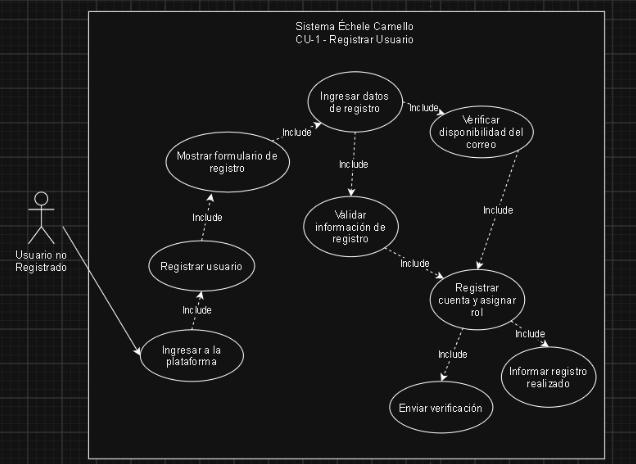 Sistema Échele Camello
CU-1 - Registrar Usuario
Ingresar datos
de registro
Include
Verificar
disponibilidad del
correo
Include
Mostrar formulario de
registro
Include
Validar
información de
registro
Include
Include
Usuario no
Registrado
Registrar usuario
Include
Include
Registrar
cuenta y asignar
rol
Include
Ingresar a la
plataforma
Include
Include
Informar registro
realizado
Enviar verificación